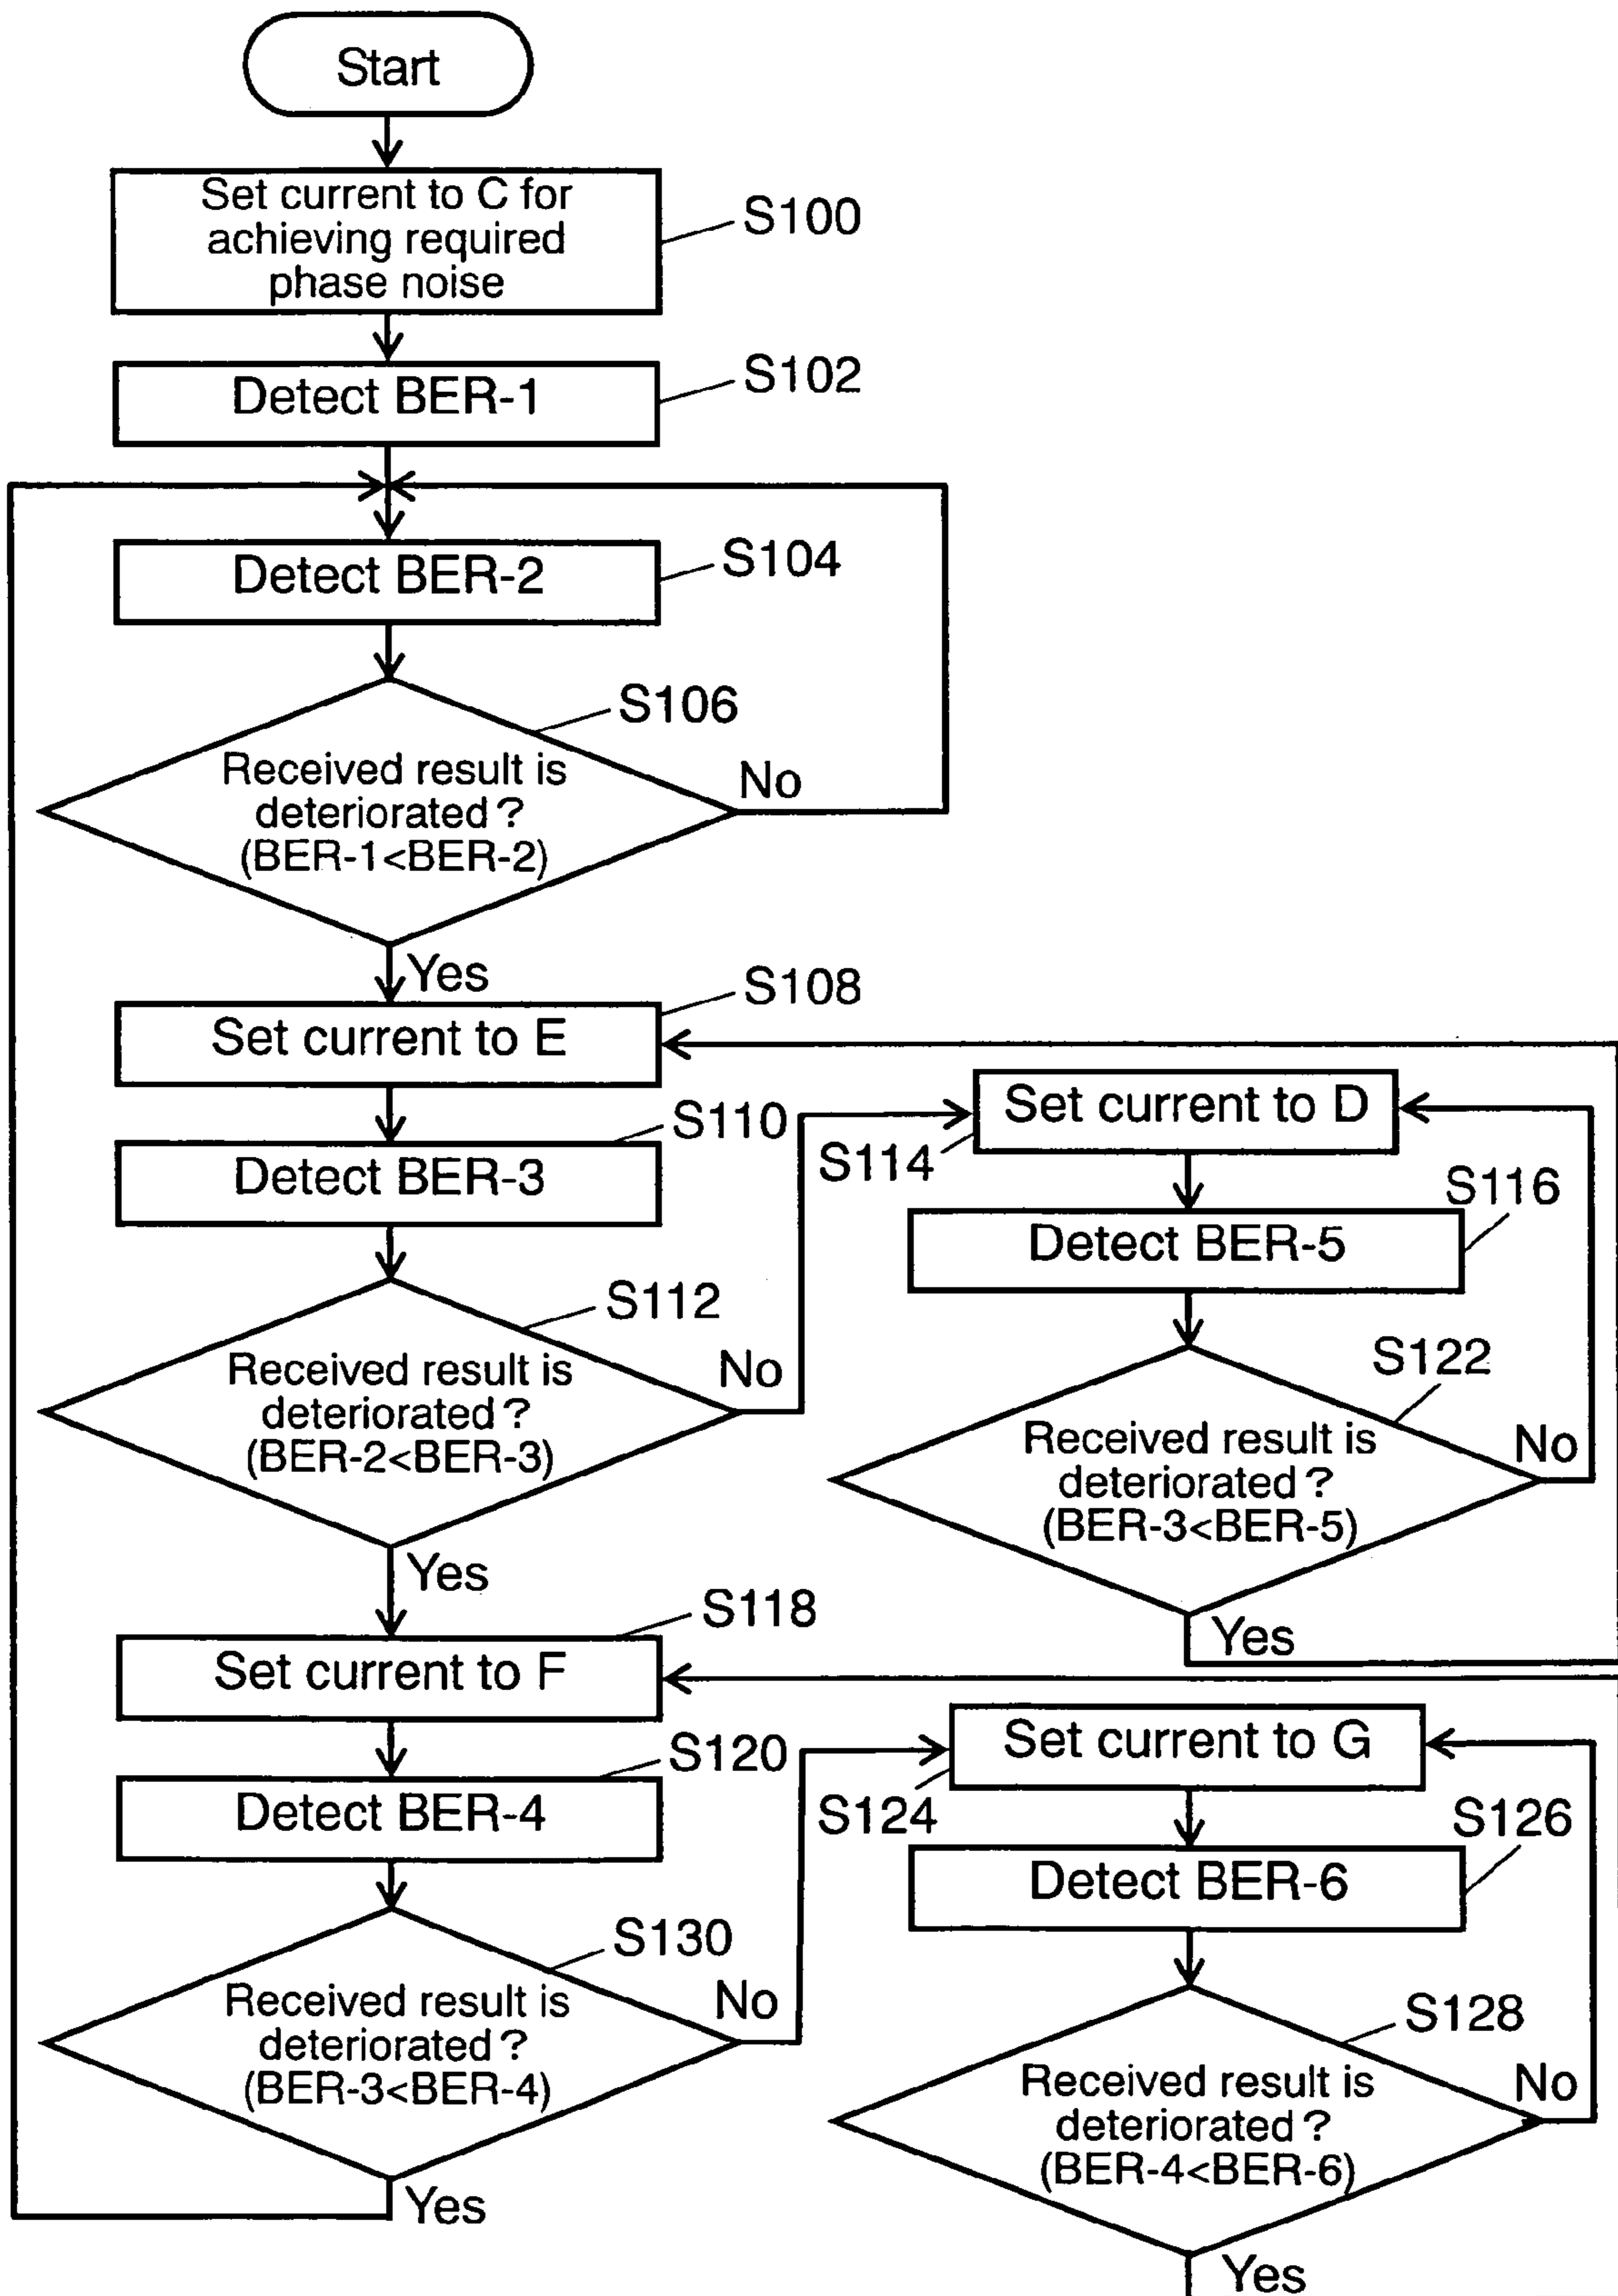 Start
Set current to C for
achieving required
phase noise
S100
Detect BER-1
S102
Detect BER-2
S104
S106
Received result is
deteriorated ?
(BER-1<BER-2)
No
Yes
S108
Set current to E
S110
Detect BER-3
S112
Received result is
deteriorated ?
(BER-2<BER-3)
No
Yes
Set current to D
S114
S116
Detect BER-5
S122
Received result is
deteriorated ?
(BER-3<BER-5)
No
Yes
S118
Set current to F
S120
Detect BER-4
S130
Received result is
deteriorated ?
(BER-3<BER-4)
No
Yes
Set current to G
S124
S126
Detect BER-6
S128
Received result is
deteriorated ?
(BER-4<BER-6)
No
Yes